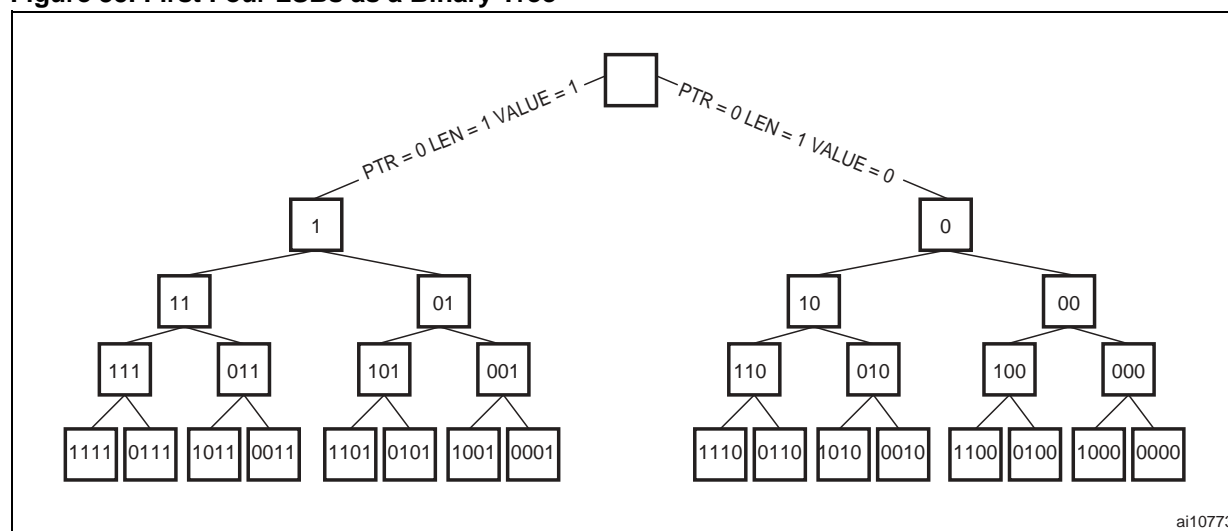 Figure First Four LSBs as a Binary Tree
PTR = 0 LEN = 1 VALUE = 1
PTR = 0 LEN = 1 VALUE = 0
1 0
11 01 10 00
111 011 101 001 110 010 100 000
1111 0111 1011 0011 1101 0101 1001 0001 1110 0110 1010 0010 1100 0100 1000 0000
ai10773